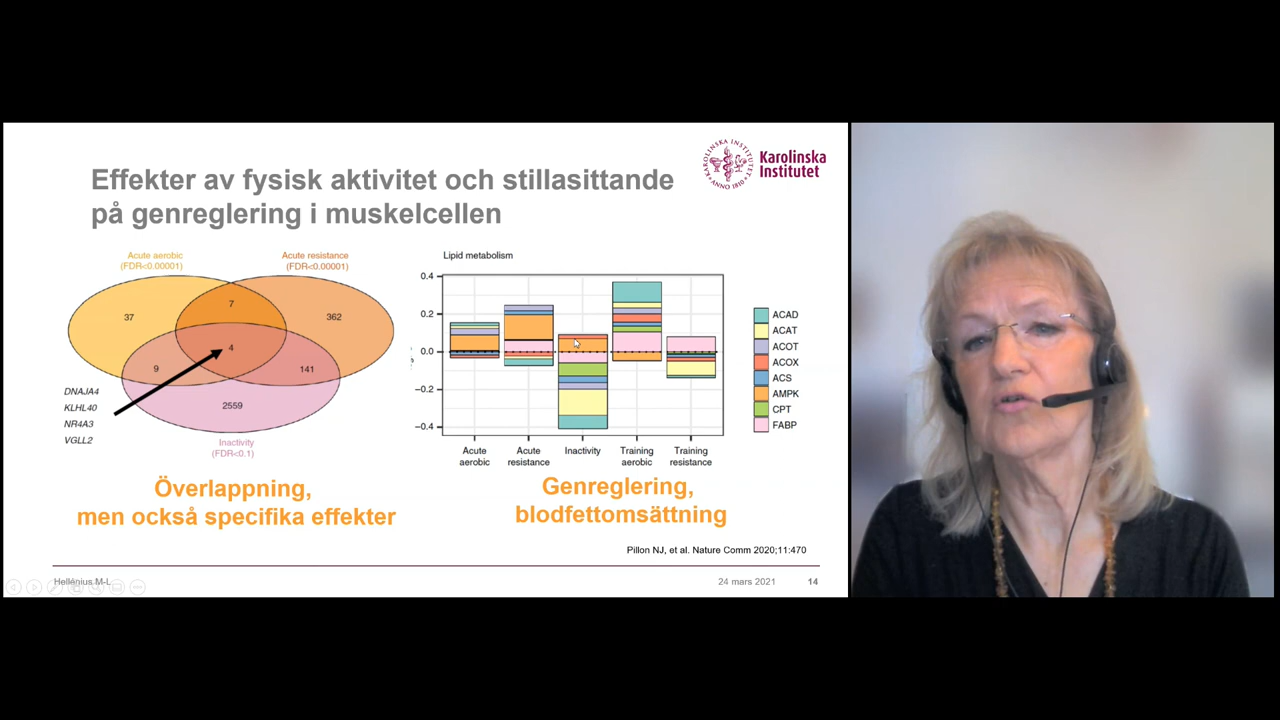 Effekter av fysisk aktivitet och stillasittande
på genreglering i muskelcellen
KAROLINSKA INSTITUTET
ANNO 1810
Karolinska
Institutet
Acute aerobic
(FDR<0.00001)
Acute resistance
(FDR<0.00001)
37
7
362
4
9
141
2559
DNAJA4
KLHL40
NR4A3
VGLL2
Inactivity
(FDR<0.1)
Överlappning,
men också specifika effekter
Lipid metabolism
0.4
0.2
0.0
−0.2
−0.4
Acute
aerobic
Acute
resistance
Inactivity
Training
aerobic
Training
resistance
ACAD
ACAT
ACOT
ACOX
ACS
AMPK
CPT
FABP
Genreglering,
blodfettomsättning
Pillon NJ, et al. Nature Comm 2020;11:470
Hellénius M-L
24 mars 2021
14